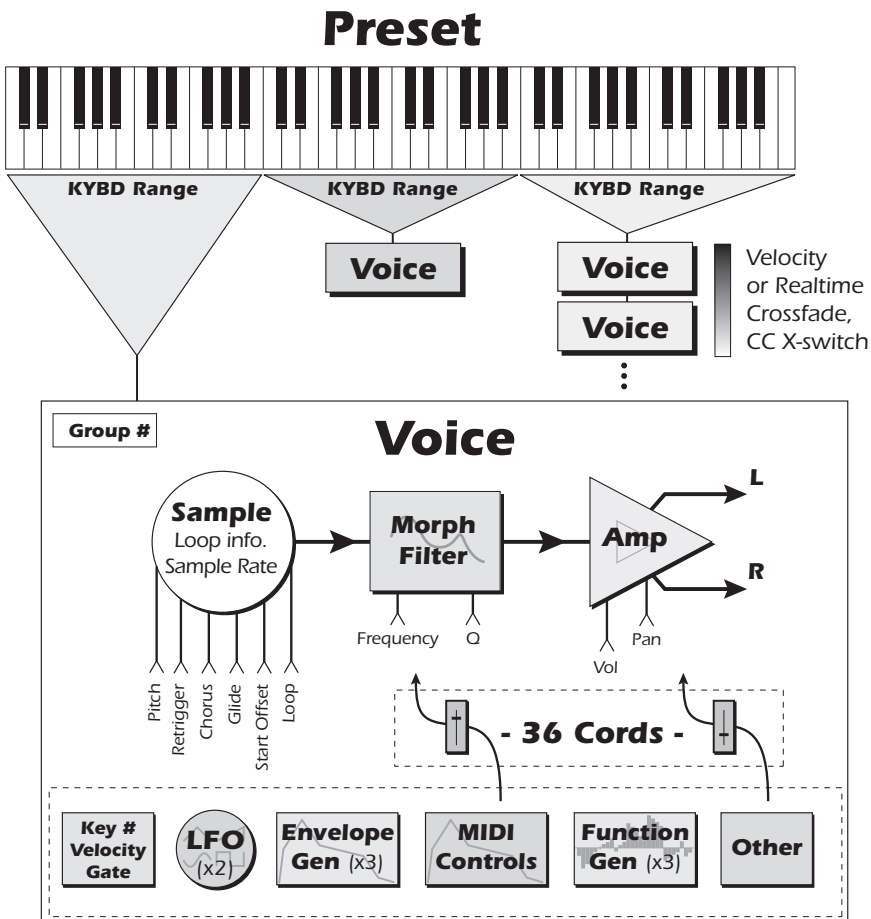 Preset
KYBD Range
KYBD Range
KYBD Range
Voice
Voice
Voice
Velocity
or Realtime
Crossfade,
CC X-switch
Group #
Voice
Sample
Loop info.
Sample Rate
Morph
Filter
Amp
L
R
Frequency
Q
Vol
Pan
Pitch
Retrigger
Chorus
Glide
Start Offset
Loop
- 36 Cords -
Key #
Velocity
Gate
LFO
(x2)
Envelope
Gen (x3)
MIDI
Controls
Function
Gen (x3)
Other